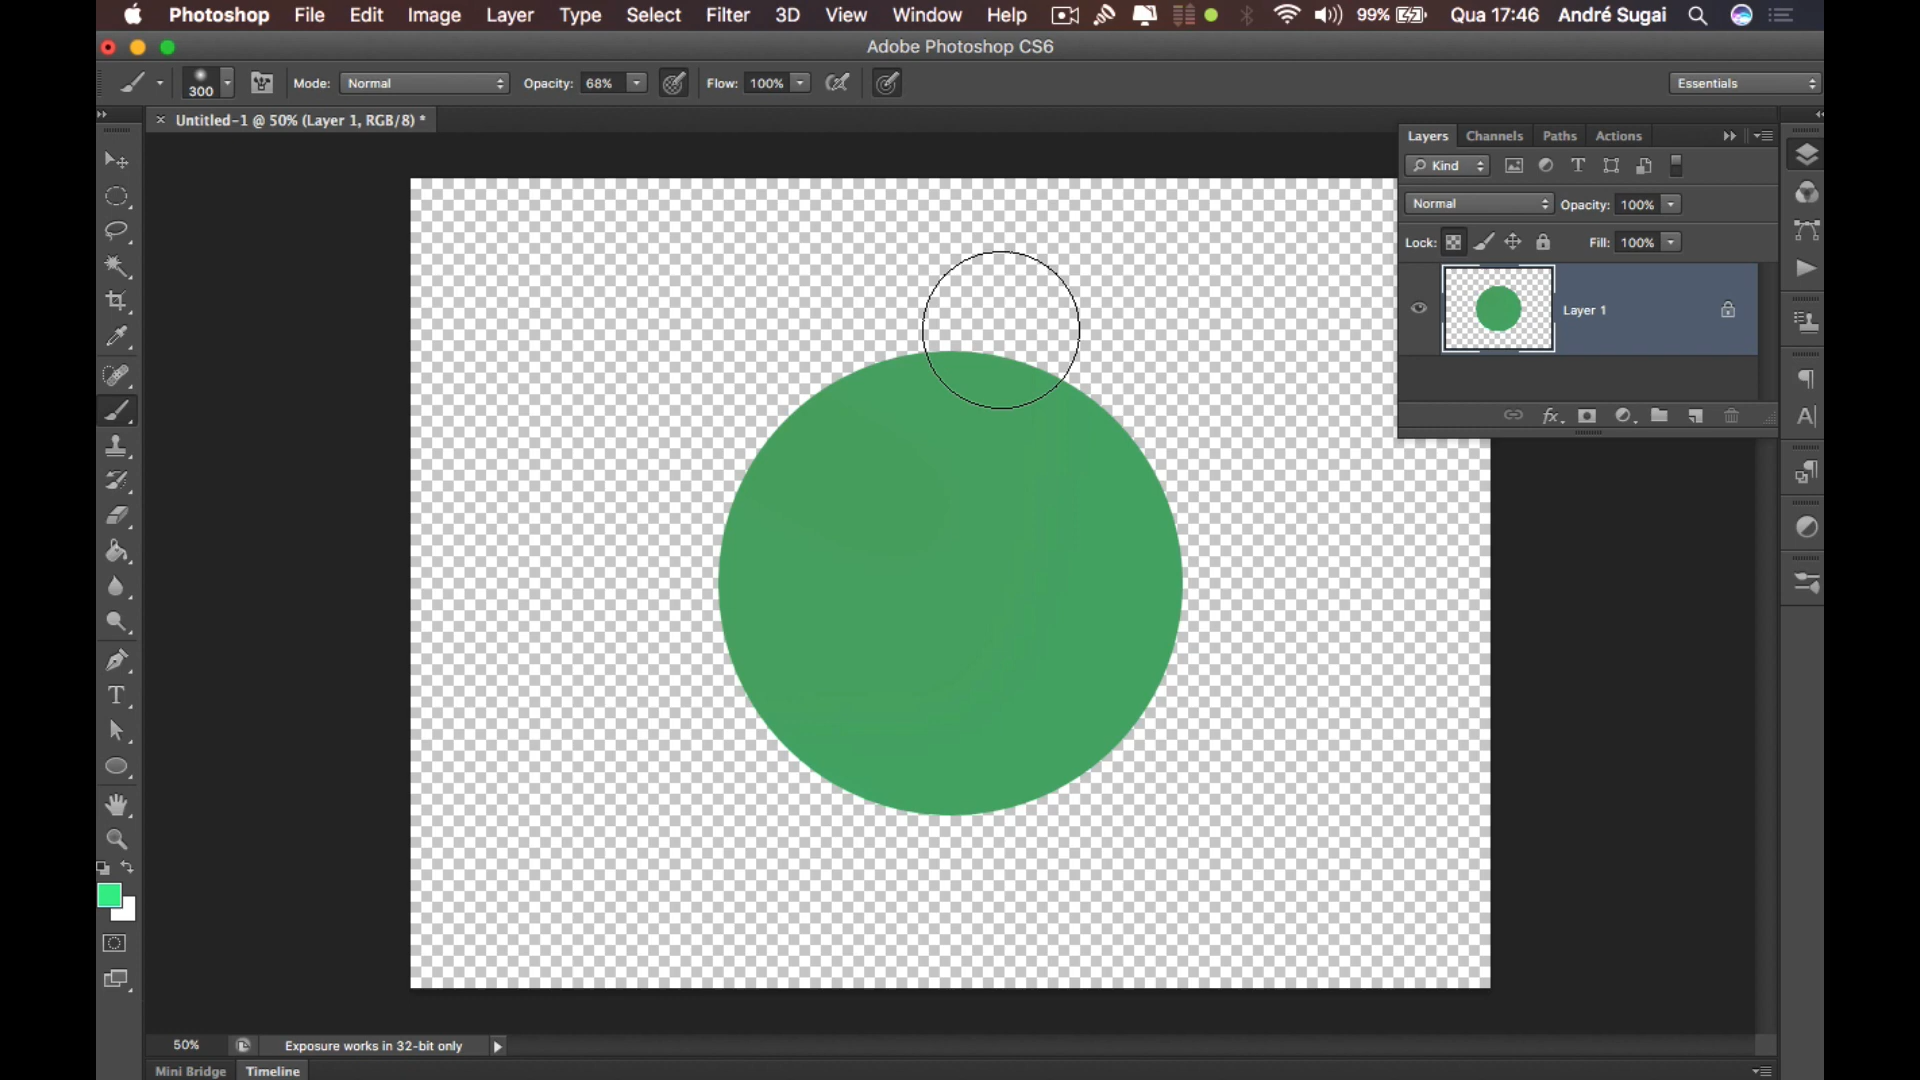 Photoshop File Edit Image Layer Type Select Filter 3D View Window Help 99% Qua 17:46 André Sugai
Adobe Photoshop CS6
300 Mode: Normal Opacity: 68% Flow: 100% Essentials
Untitled-1 @ 50% (Layer 1, RGB/8) *
Layers Channels Paths Actions
Kind
Normal Opacity: 100%
Lock: Fill: 100%
Layer 1
50% Exposure works in 32-bit only
Mini Bridge Timeline